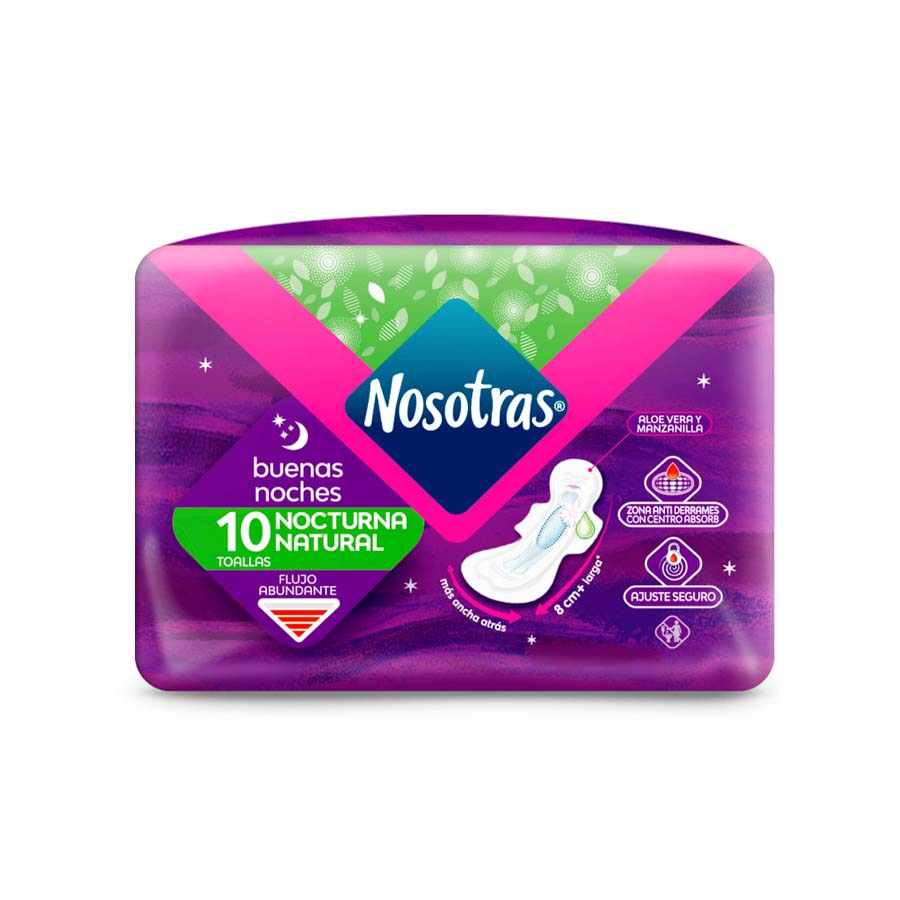 Nosotras®
buenas
noches
10 NOCTURNA
NATURAL
TOALLAS
FLUJO
ABUNDANTE
ALOE VERA Y
MANZANILLA
ZONA ANTI DERRAMES
CON CENTRO ABSORB
AJUSTE SEGURO
más ancha atrás
8 cm+ larga*